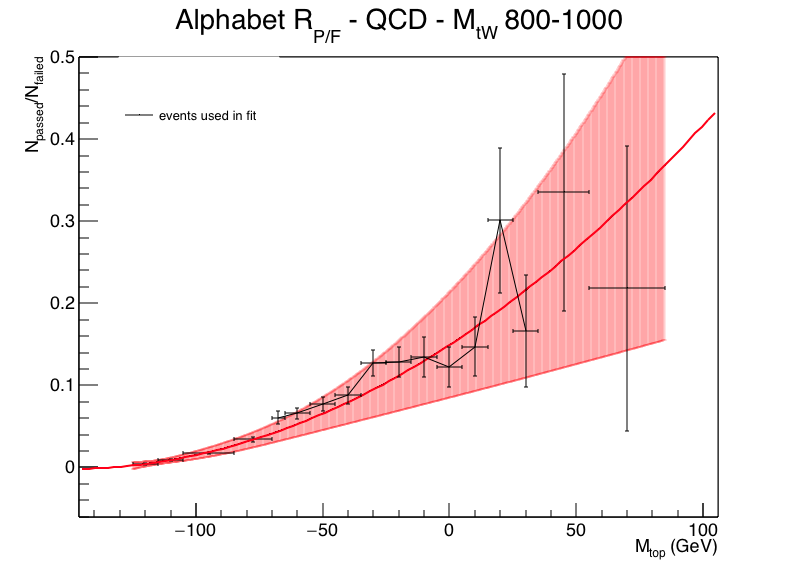 Alphabet R_P/F - QCD - M_tW 800-1000
N_passed/N_failed
0.5
events used in fit
0.4
0.3
0.2
0.1
0
−100 −50 0 50 100
M_top (GeV)